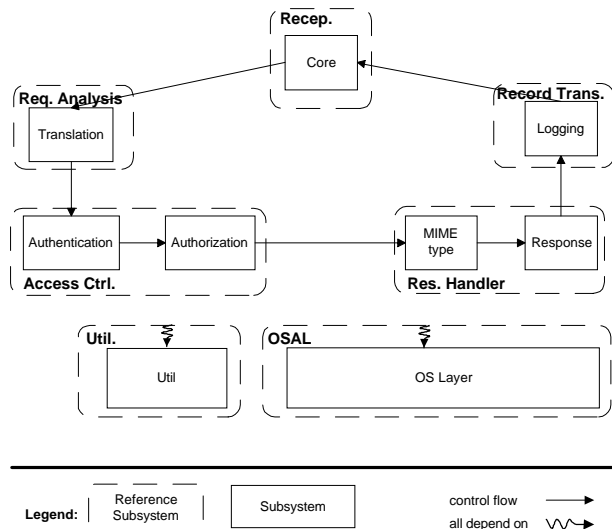 Recep.
Core
Req. Analysis
Translation
Record Trans.
Logging
Authentication
Authorization
Access Ctrl.
MIME
type
Response
Res. Handler
Util.
Util
OSAL
OS Layer
Legend:
Reference
Subsystem
Subsystem
control flow
all depend on